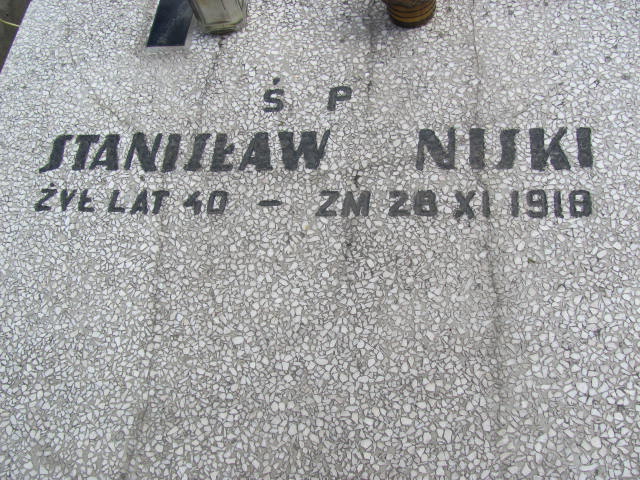 Ś P
STANISŁAW NISKI
ŻYŁ LAT 40 - ZM 28 XI 1918